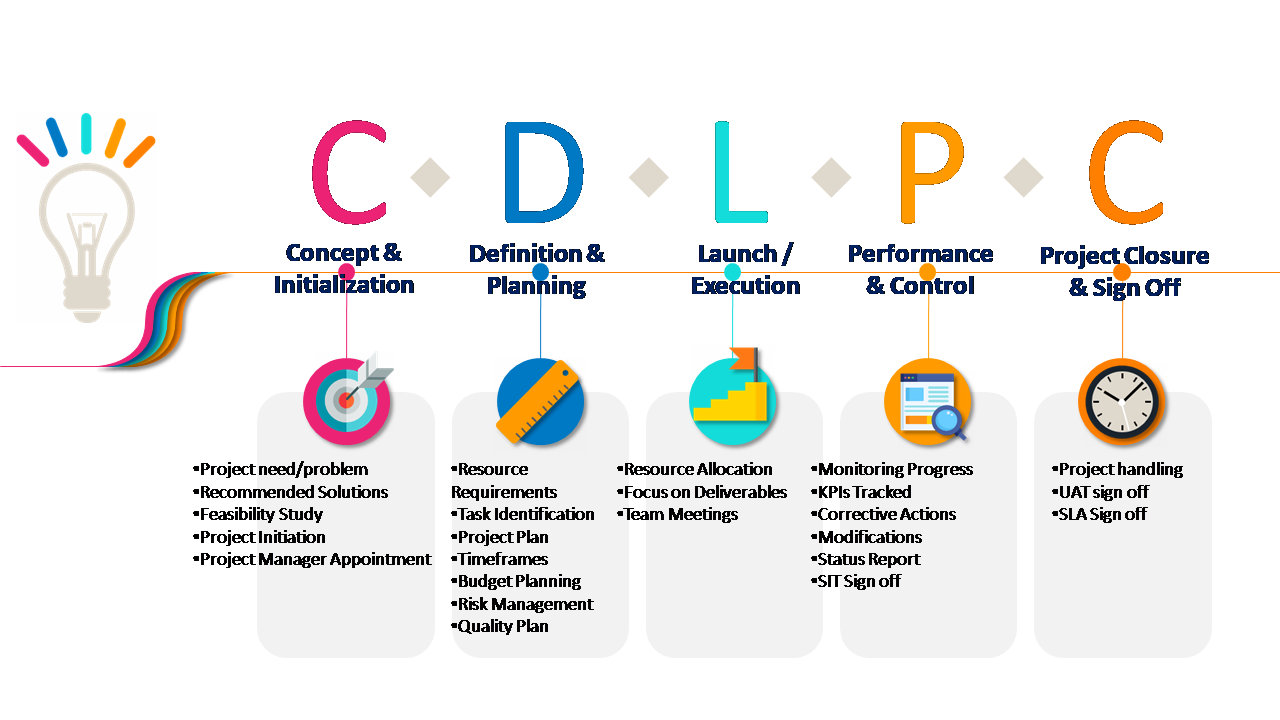 C
D
L
P
C
Concept &
Initialization
Definition &
Planning
Launch /
Execution
Performance
& Control
Project Closure
& Sign Off
•Project need/problem
•Recommended Solutions
•Feasibility Study
•Project Initiation
•Project Manager Appointment
•Resource
Requirements
•Task Identification
•Project Plan
•Timeframes
•Budget Planning
•Risk Management
•Quality Plan
•Resource Allocation
•Focus on Deliverables
•Team Meetings
•Monitoring Progress
•KPIs Tracked
•Corrective Actions
•Modifications
•Status Report
•SIT Sign off
•Project handling
•UAT sign off
•SLA Sign off